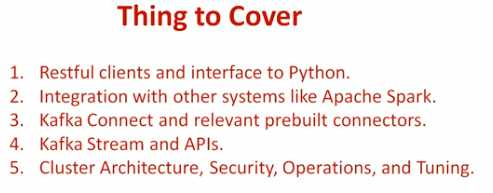 Thing to Cover
1. Restful clients and interface to Python.
2. Integration with other systems like Apache Spark.
3. Kafka Connect and relevant prebuilt connectors.
4. Kafka Stream and APIs.
5. Cluster Architecture, Security, Operations, and Tuning.